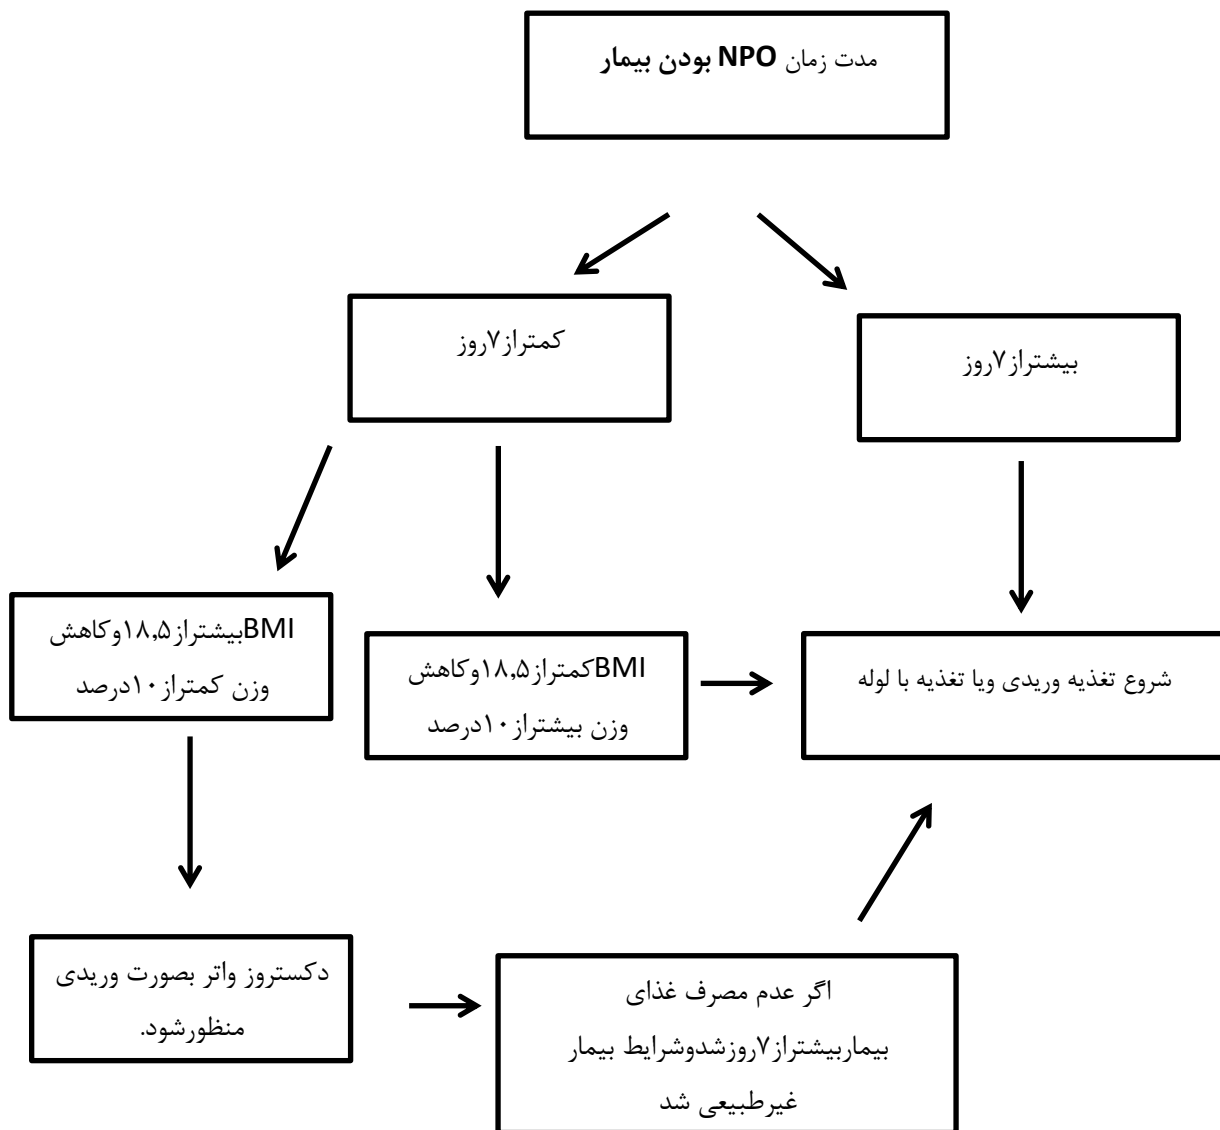 مدت زمان NPO بودن بیمار
کمتراز۷روز
بیشتراز۷روز
BMIبیشتراز۱۸,۵وکاهش
وزن کمتراز۱۰درصد
BMIکمتراز۱۸,۵وکاهش
وزن بیشتراز۱۰درصد
شروع تغذیه وریدی ویا تغذیه با لوله
دکستروز واتر بصورت وریدی
منظورشود.
اگر عدم مصرف غذای
بیماربیشتراز۷روزشدوشرایط بیمار
غیرطبیعی شد